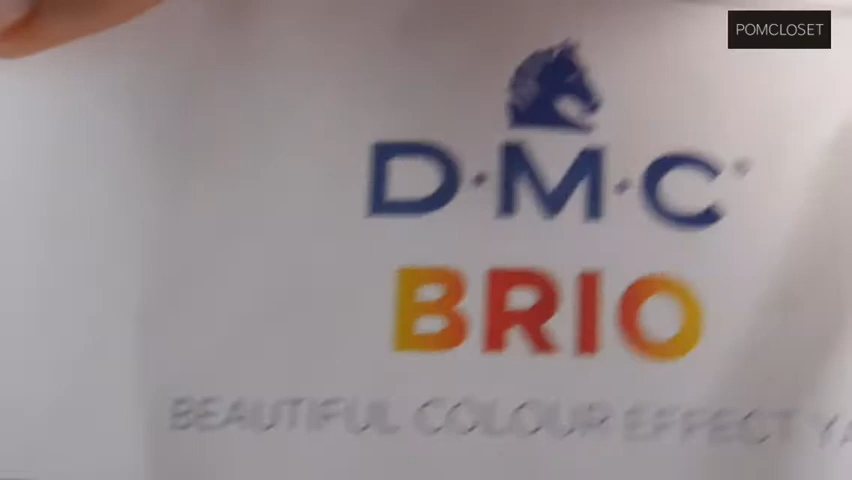 POMCLOSET
D·M·C®
BRIO
BEAUTIFUL COLOUR EFFECT